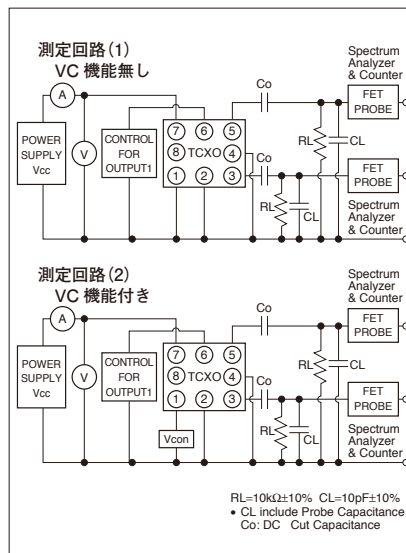 測定回路(1)
VC 機能無し
Spectrum
Analyzer
& Counter
A
Co
FET
PROBE
POWER
SUPPLY
Vcc
V
CONTROL
FOR
OUTPUT1
7
6
5
8
TCXO
4
1
2
3
Co
RL
CL
RL
CL
FET
PROBE
Spectrum
Analyzer
& Counter
測定回路(2)
VC 機能付き
Spectrum
Analyzer
& Counter
A
Co
FET
PROBE
POWER
SUPPLY
Vcc
V
CONTROL
FOR
OUTPUT1
7
6
5
8
TCXO
4
1
2
3
Co
RL
CL
RL
CL
FET
PROBE
Vcon
Spectrum
Analyzer
& Counter
RL=10kΩ±10% CL=10pF±10%
• CL include Probe Capacitance
Co: DC Cut Capacitance